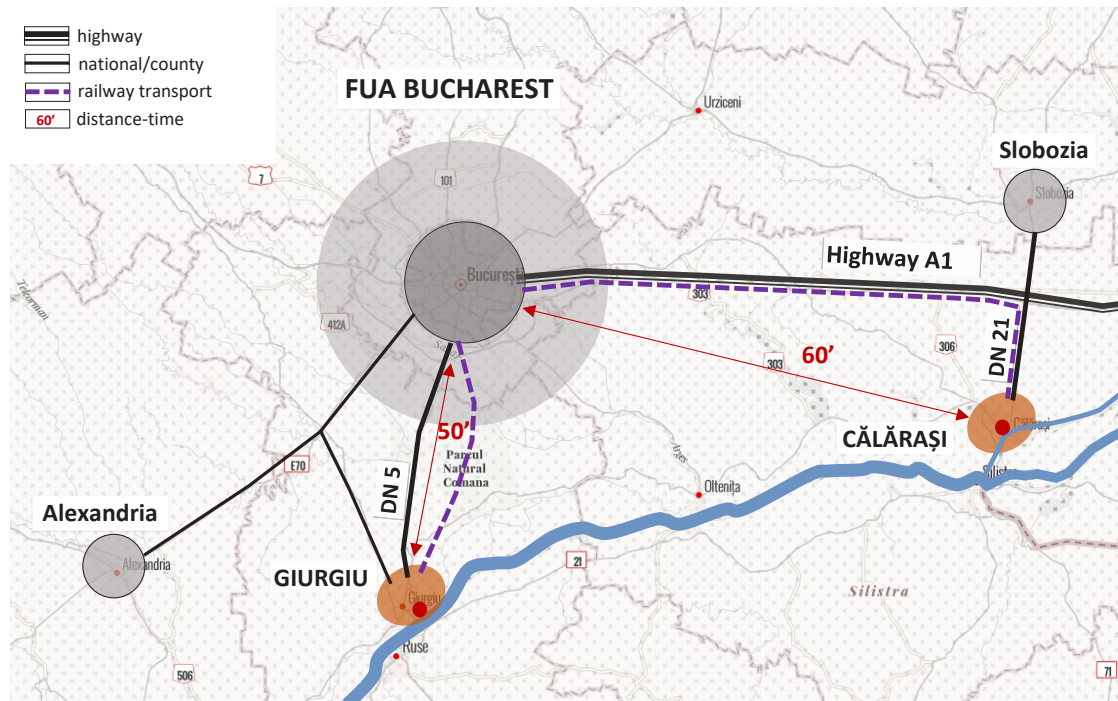 highway
national/county
railway transport
60’ distance-time
FUA BUCHAREST
Urziceni
Slobozia
7
101
Slobozia
București
Highway A1
Teleorman
303
412A
306
DN 21
60’
303
50’
CĂLĂRAȘI
Călărași
Argeș
Parcul
Natural
Comana
E70
Silistra
DN 5
Oltenița
Alexandria
Alexandria
21
GIURGIU
Giurgiu
Silistra
Ruse
506
71